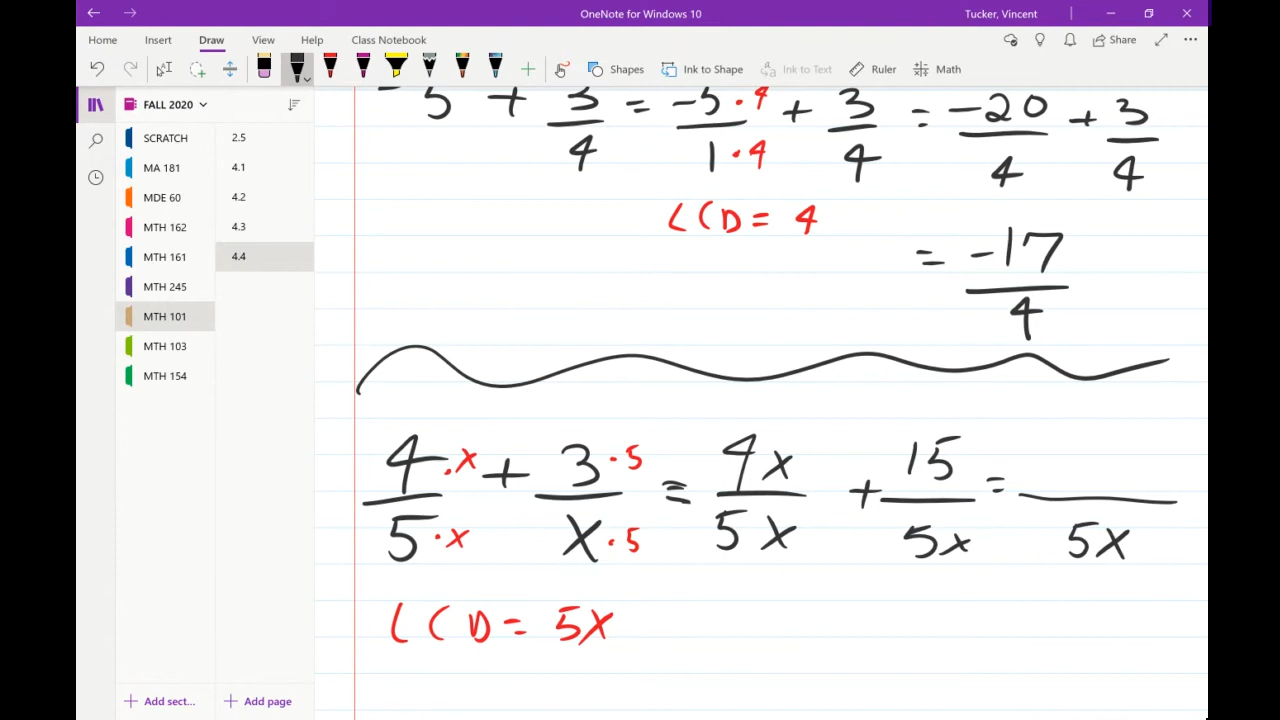 OneNote for Windows 10
Tucker, Vincent
Home Insert Draw View Help Class Notebook
Share
Shapes Ink to Shape Ink to Text Ruler Math
FALL 2020
SCRATCH
MA 181
MDE 60
MTH 162
MTH 161
MTH 245
MTH 101
MTH 103
MTH 154
2.5
4.1
4.2
4.3
4.4
-5 + 3/4 = -5·4/1·4 + 3/4 = -20/4 + 3/4
LCD = 4
= -17/4
4·x/5·x + 3·5/x·5 = 4x/5x + 15/5x = /5x
LCD = 5x
Add sect...
Add page